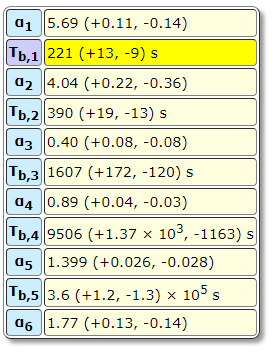 α1 5.69 (+0.11, -0.14)
Tb,1 221 (+13, -9) s
α2 4.04 (+0.22, -0.36)
Tb,2 390 (+19, -13) s
α3 0.40 (+0.08, -0.08)
Tb,3 1607 (+172, -120) s
α4 0.89 (+0.04, -0.03)
Tb,4 9506 (+1.37 × 10³, -1163) s
α5 1.399 (+0.026, -0.028)
Tb,5 3.6 (+1.2, -1.3) × 10⁵ s
α6 1.77 (+0.13, -0.14)